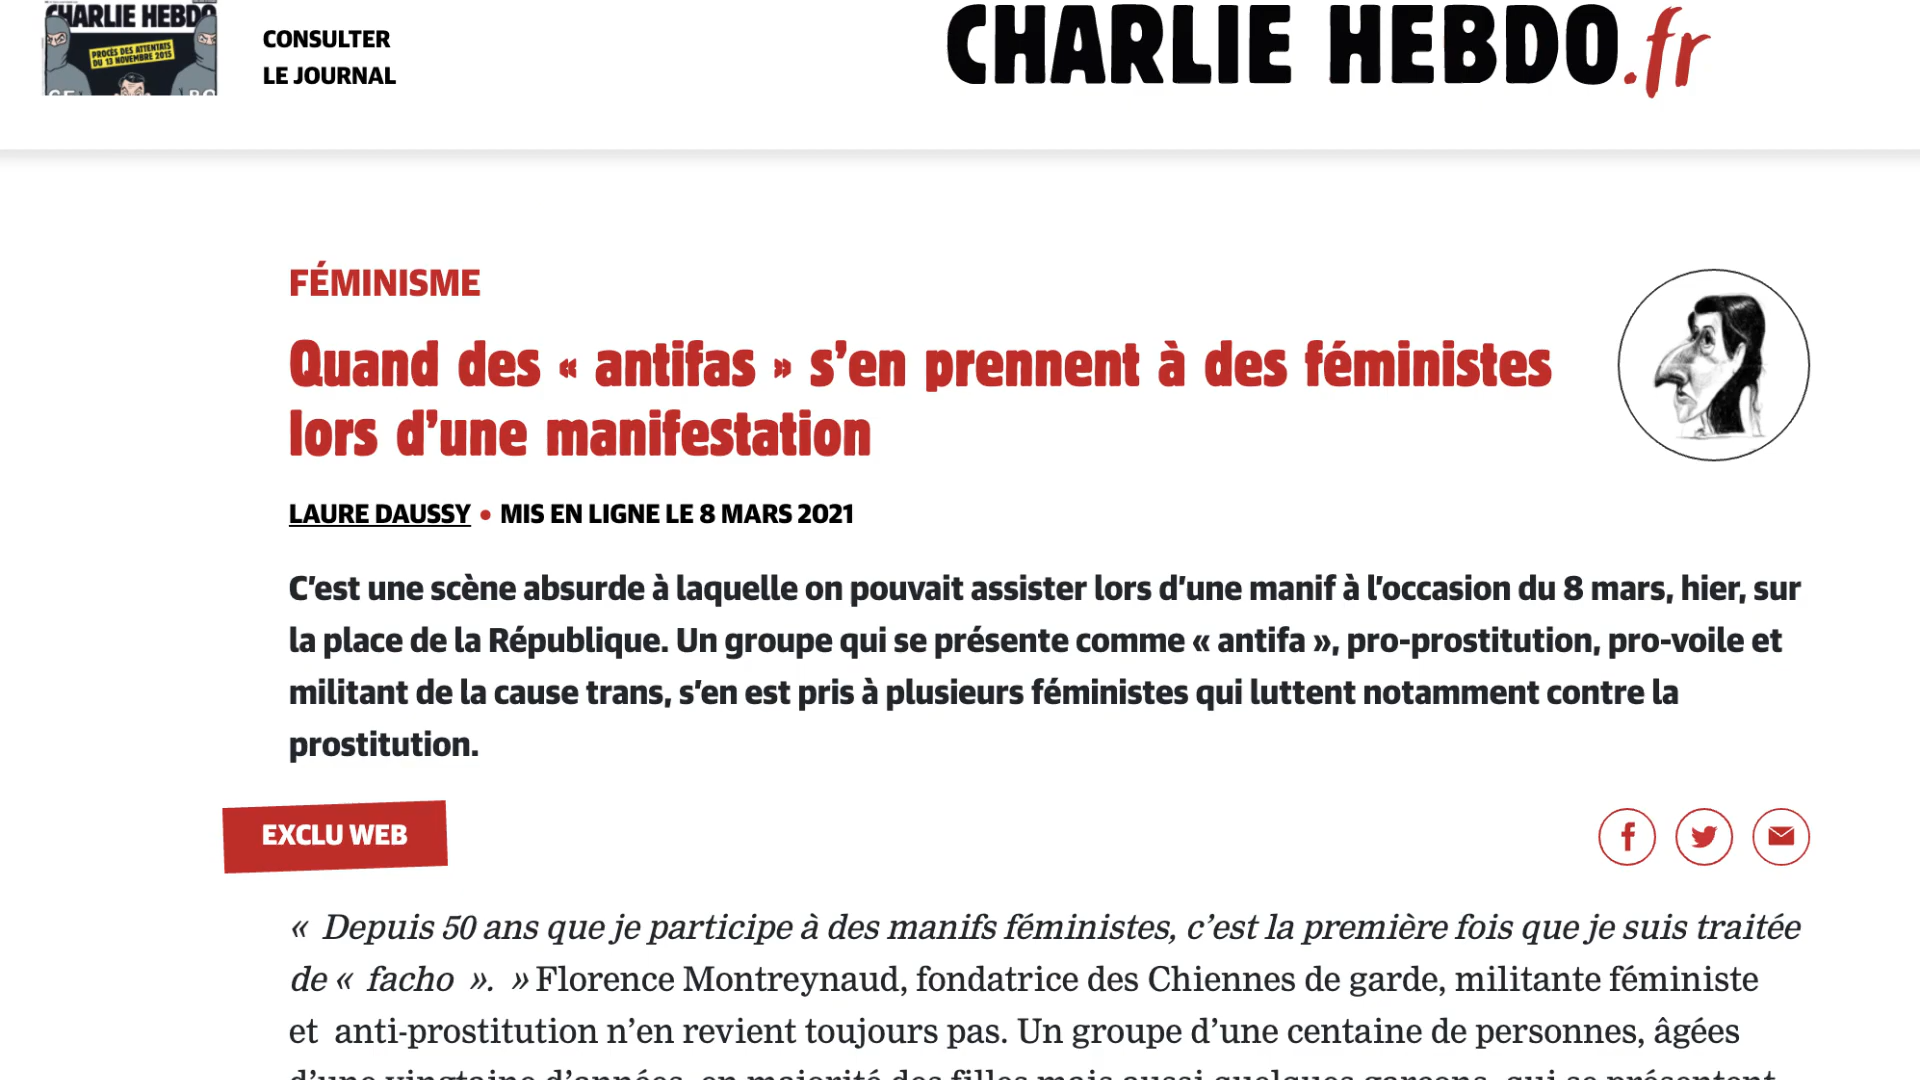 CHARLIE HEBDO
PROCÈS DES ATTENTATS
DU 13 NOVEMBRE 2015
CONSULTER
LE JOURNAL
CHARLIE HEBDO.fr
FÉMINISME
Quand des « antifas » s’en prennent à des féministes
lors d’une manifestation
LAURE DAUSSY • MIS EN LIGNE LE 8 MARS 2021
C’est une scène absurde à laquelle on pouvait assister lors d’une manif à l’occasion du 8 mars, hier, sur
la place de la République. Un groupe qui se présente comme « antifa », pro-prostitution, pro-voile et
militant de la cause trans, s’en est pris à plusieurs féministes qui luttent notamment contre la
prostitution.
EXCLU WEB
« Depuis 50 ans que je participe à des manifs féministes, c’est la première fois que je suis traitée
de « facho ». » Florence Montreynaud, fondatrice des Chiennes de garde, militante féministe
et anti-prostitution n’en revient toujours pas. Un groupe d’une centaine de personnes, âgées
d’une vingtaine d’années, en majorité des filles mais aussi quelques garçons, qui se présentent